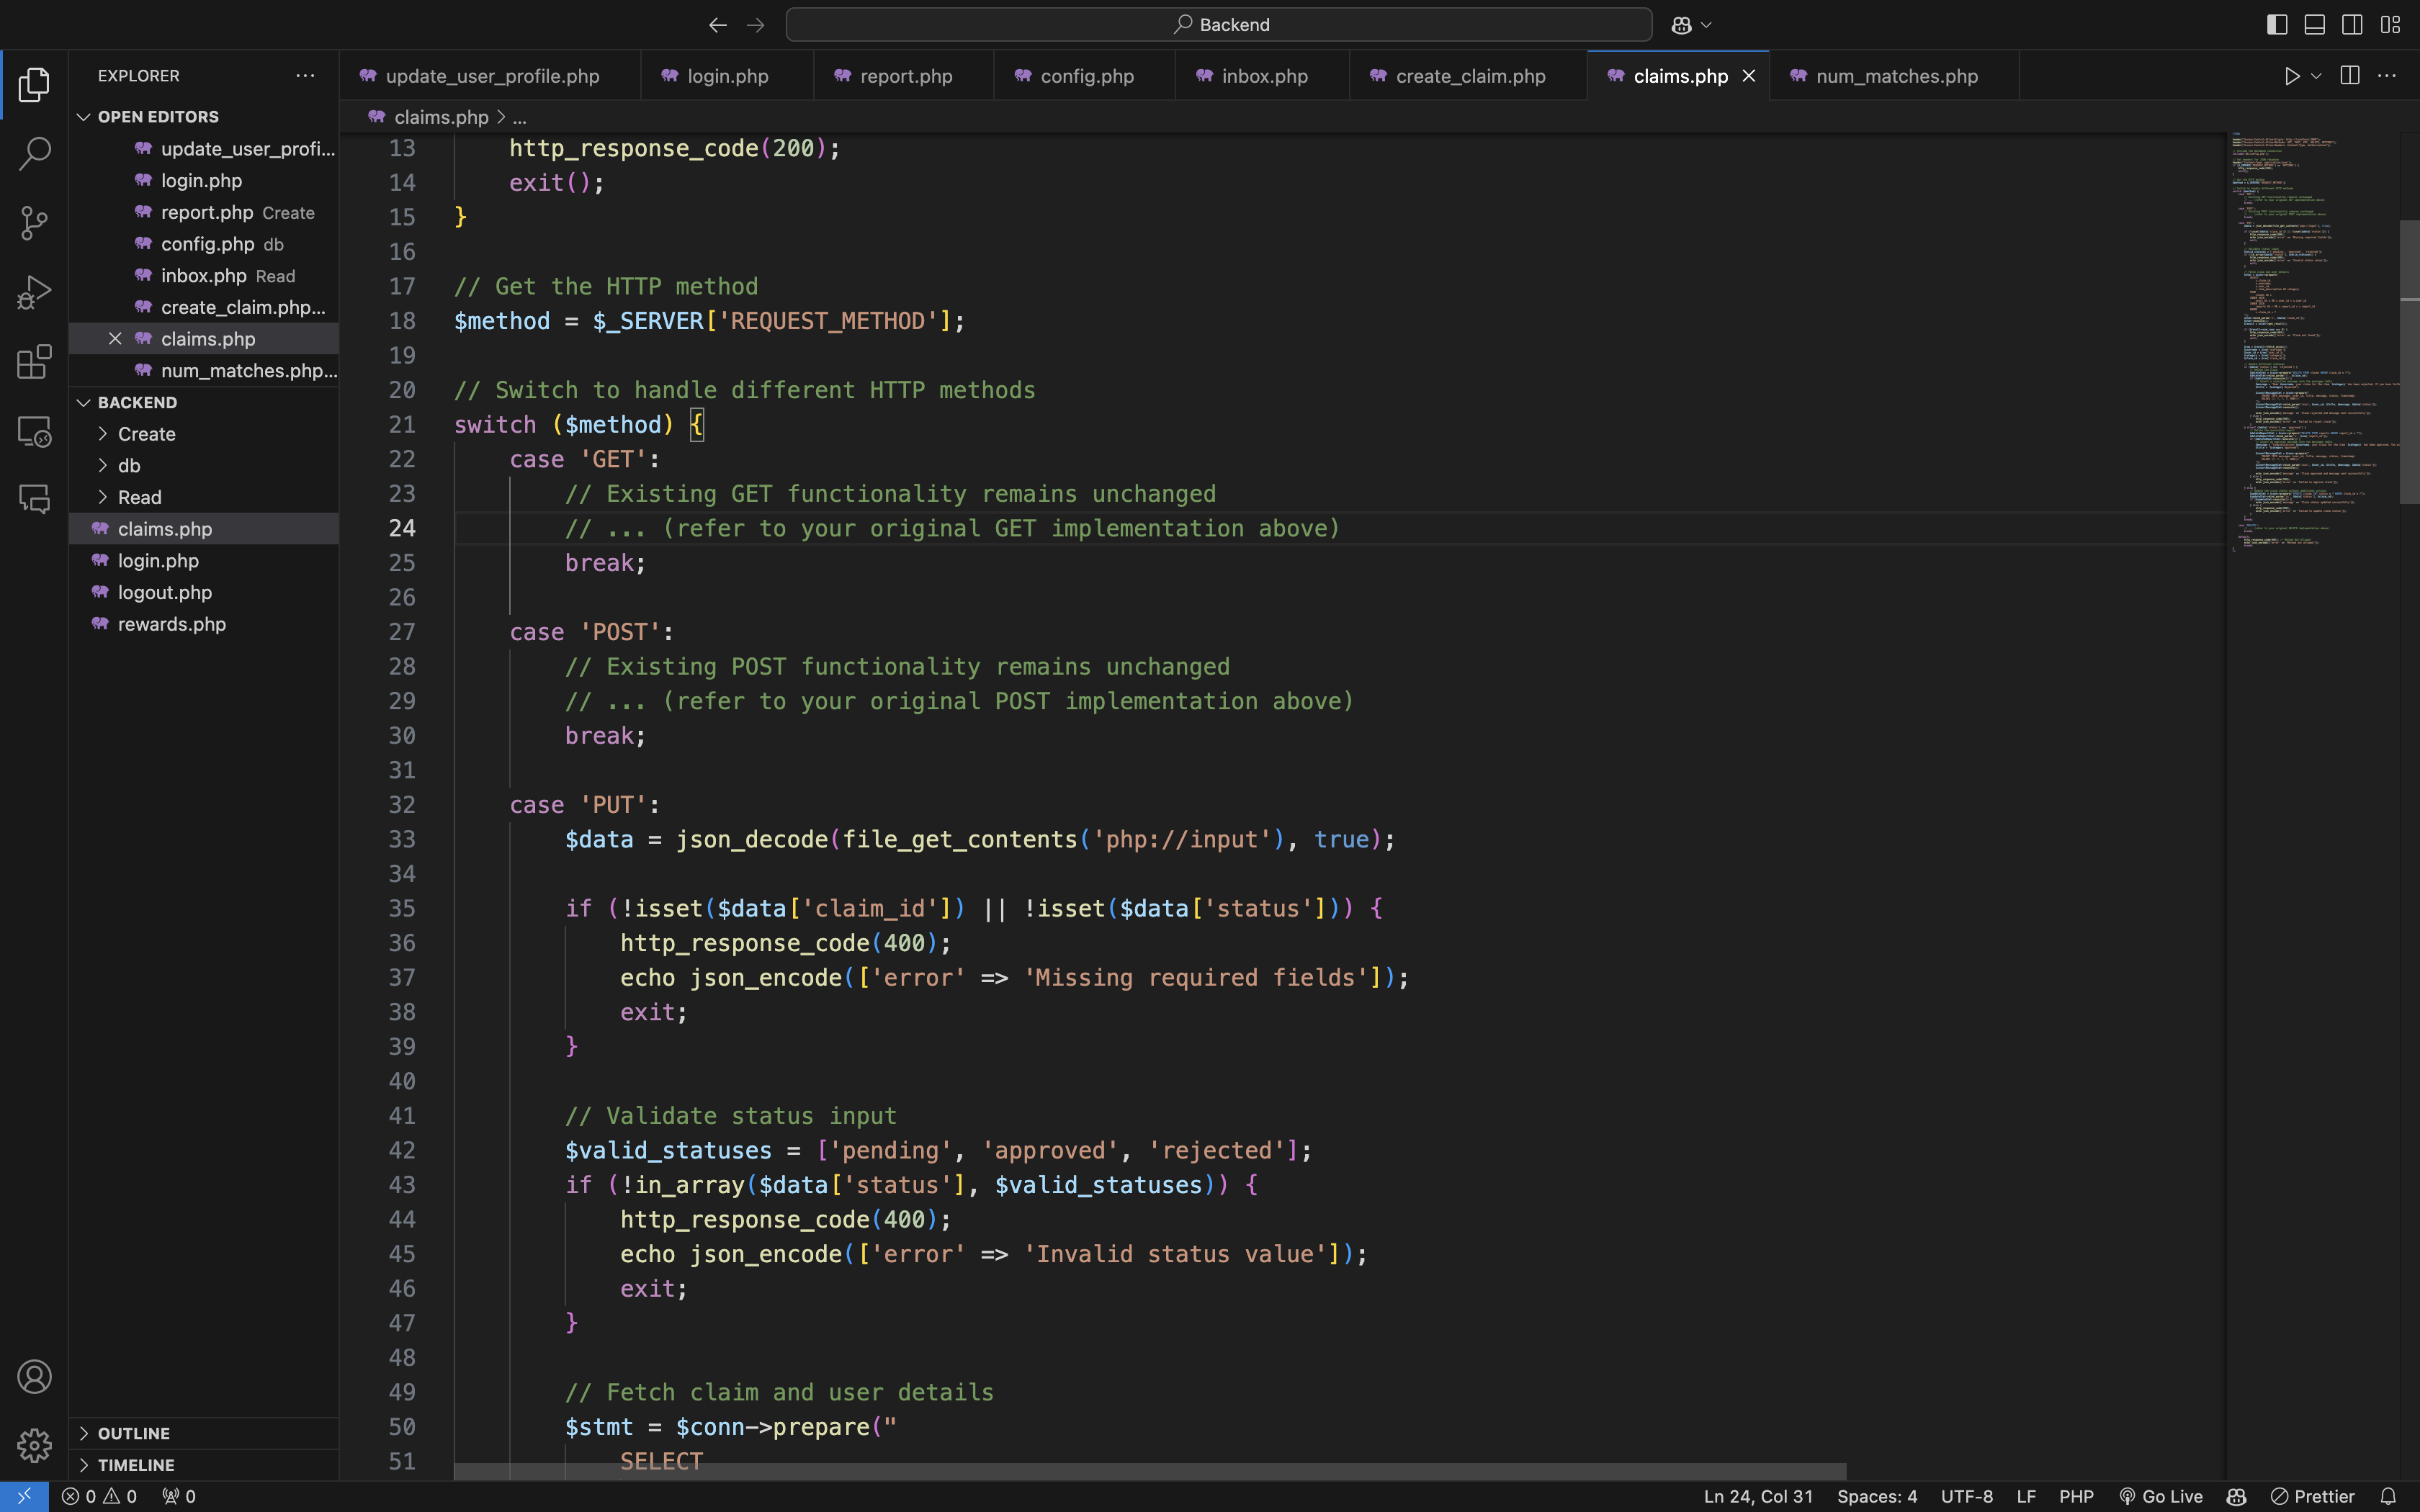 Backend
EXPLORER
OPEN EDITORS
update_user_profi...
login.php
report.php Create
config.php db
inbox.php Read
create_claim.php...
claims.php
num_matches.php...
BACKEND
Create
db
Read
claims.php
login.php
logout.php
rewards.php
OUTLINE
TIMELINE
update_user_profile.php
login.php
report.php
config.php
inbox.php
create_claim.php
claims.php
num_matches.php
claims.php > ...
13 http_response_code(200);
14 exit();
15 }
16
17 // Get the HTTP method
18 $method = $_SERVER['REQUEST_METHOD'];
19
20 // Switch to handle different HTTP methods
21 switch ($method) {
22 case 'GET':
23 // Existing GET functionality remains unchanged
24 // ... (refer to your original GET implementation above)
25 break;
26
27 case 'POST':
28 // Existing POST functionality remains unchanged
29 // ... (refer to your original POST implementation above)
30 break;
31
32 case 'PUT':
33 $data = json_decode(file_get_contents('php://input'), true);
34
35 if (!isset($data['claim_id']) || !isset($data['status'])) {
36 http_response_code(400);
37 echo json_encode(['error' => 'Missing required fields']);
38 exit;
39 }
40
41 // Validate status input
42 $valid_statuses = ['pending', 'approved', 'rejected'];
43 if (!in_array($data['status'], $valid_statuses)) {
44 http_response_code(400);
45 echo json_encode(['error' => 'Invalid status value']);
46 exit;
47 }
48
49 // Fetch claim and user details
50 $stmt = $conn->prepare("
51 SELECT
0 0 0
Ln 24, Col 31 Spaces: 4 UTF-8 LF PHP Go Live Prettier